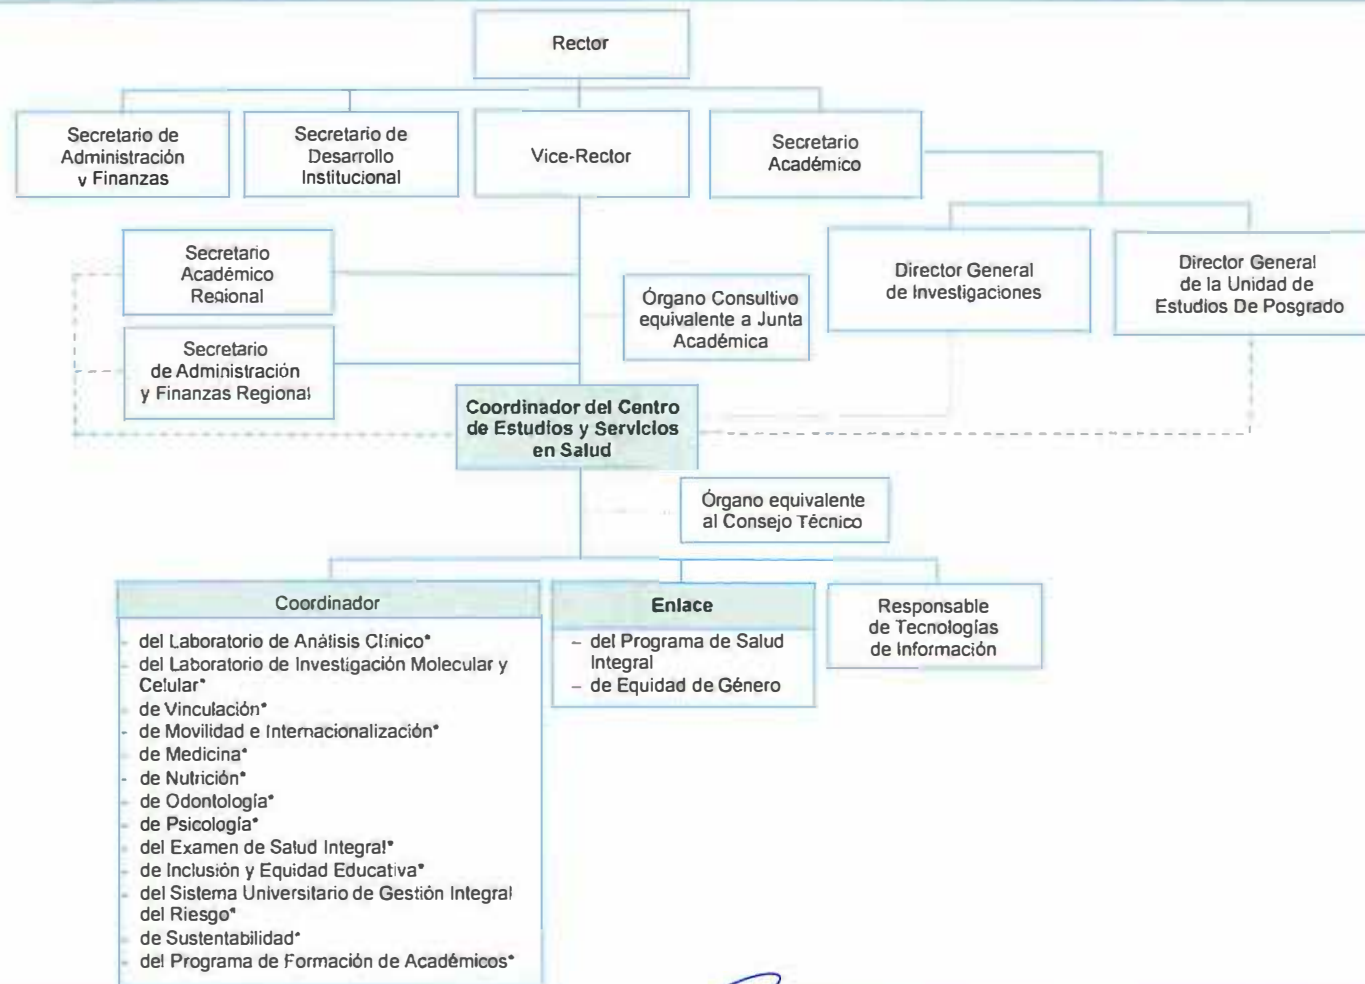 Rector
Secretario de
Administración
y Finanzas
Secretario de
Desarrollo
Institucional
Vice-Rector
Secretario
Académico
Secretario
Académico
Regional
Órgano Consultivo
equivalente a Junta
Académica
Director General
de Investigaciones
Director General
de la Unidad de
Estudios De Posgrado
Secretario
de Administración
y Finanzas Regional
Coordinador del Centro
de Estudios y Servicios
en Salud
Órgano equivalente
al Consejo Técnico
Coordinador
- del Laboratorio de Análisis Clínico*
- del Laboratorio de Investigación Molecular y
Celular*
- de Vinculación*
- de Movilidad e Internacionalización*
- de Medicina*
- de Nutrición*
- de Odontología*
- de Psicología*
- del Examen de Salud Integral*
- de Inclusión y Equidad Educativa*
- del Sistema Universitario de Gestión Integral
del Riesgo*
- de Sustentabilidad*
- del Programa de Formación de Académicos*
Enlace
– del Programa de Salud
Integral
– de Equidad de Género
Responsable
de Tecnologías
de Información